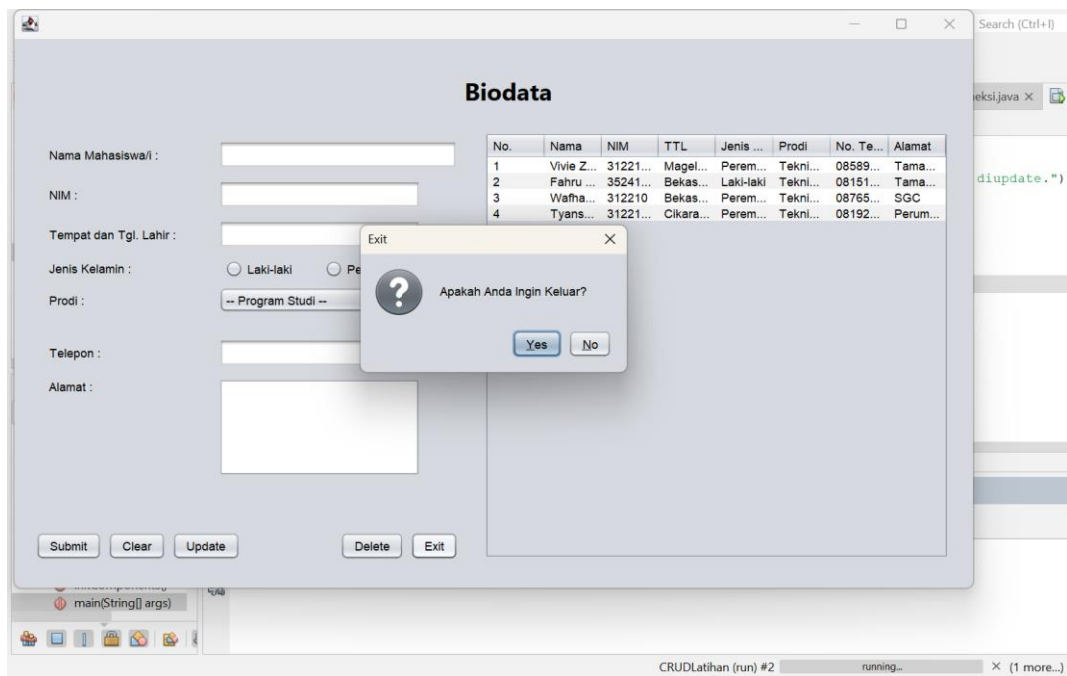 Search (Ctrl+I)
Biodata
eksi.java
diupdate.")
Nama Mahasiswa/i :
NIM :
Tempat dan Tgl. Lahir :
Jenis Kelamin :
Laki-laki
Pe
Prodi :
-- Program Studi --
Telepon :
Alamat :
Submit Clear Update Delete Exit
No. Nama NIM TTL Jenis ... Prodi No. Te... Alamat
1 Vivie Z... 31221... Magel... Perem... Tekni... 08589... Tama...
2 Fahru ... 35241... Bekas... Laki-laki Tekni... 08151... Tama...
3 Wafha... 312210 Bekas... Perem... Tekni... 08765... SGC
4 Tyans... 31221... Cikara... Perem... Tekni... 08192... Perum...
Exit
Apakah Anda Ingin Keluar?
Yes No
main(String[] args)
CRUDLatihan (run) #2 running... (1 more...)